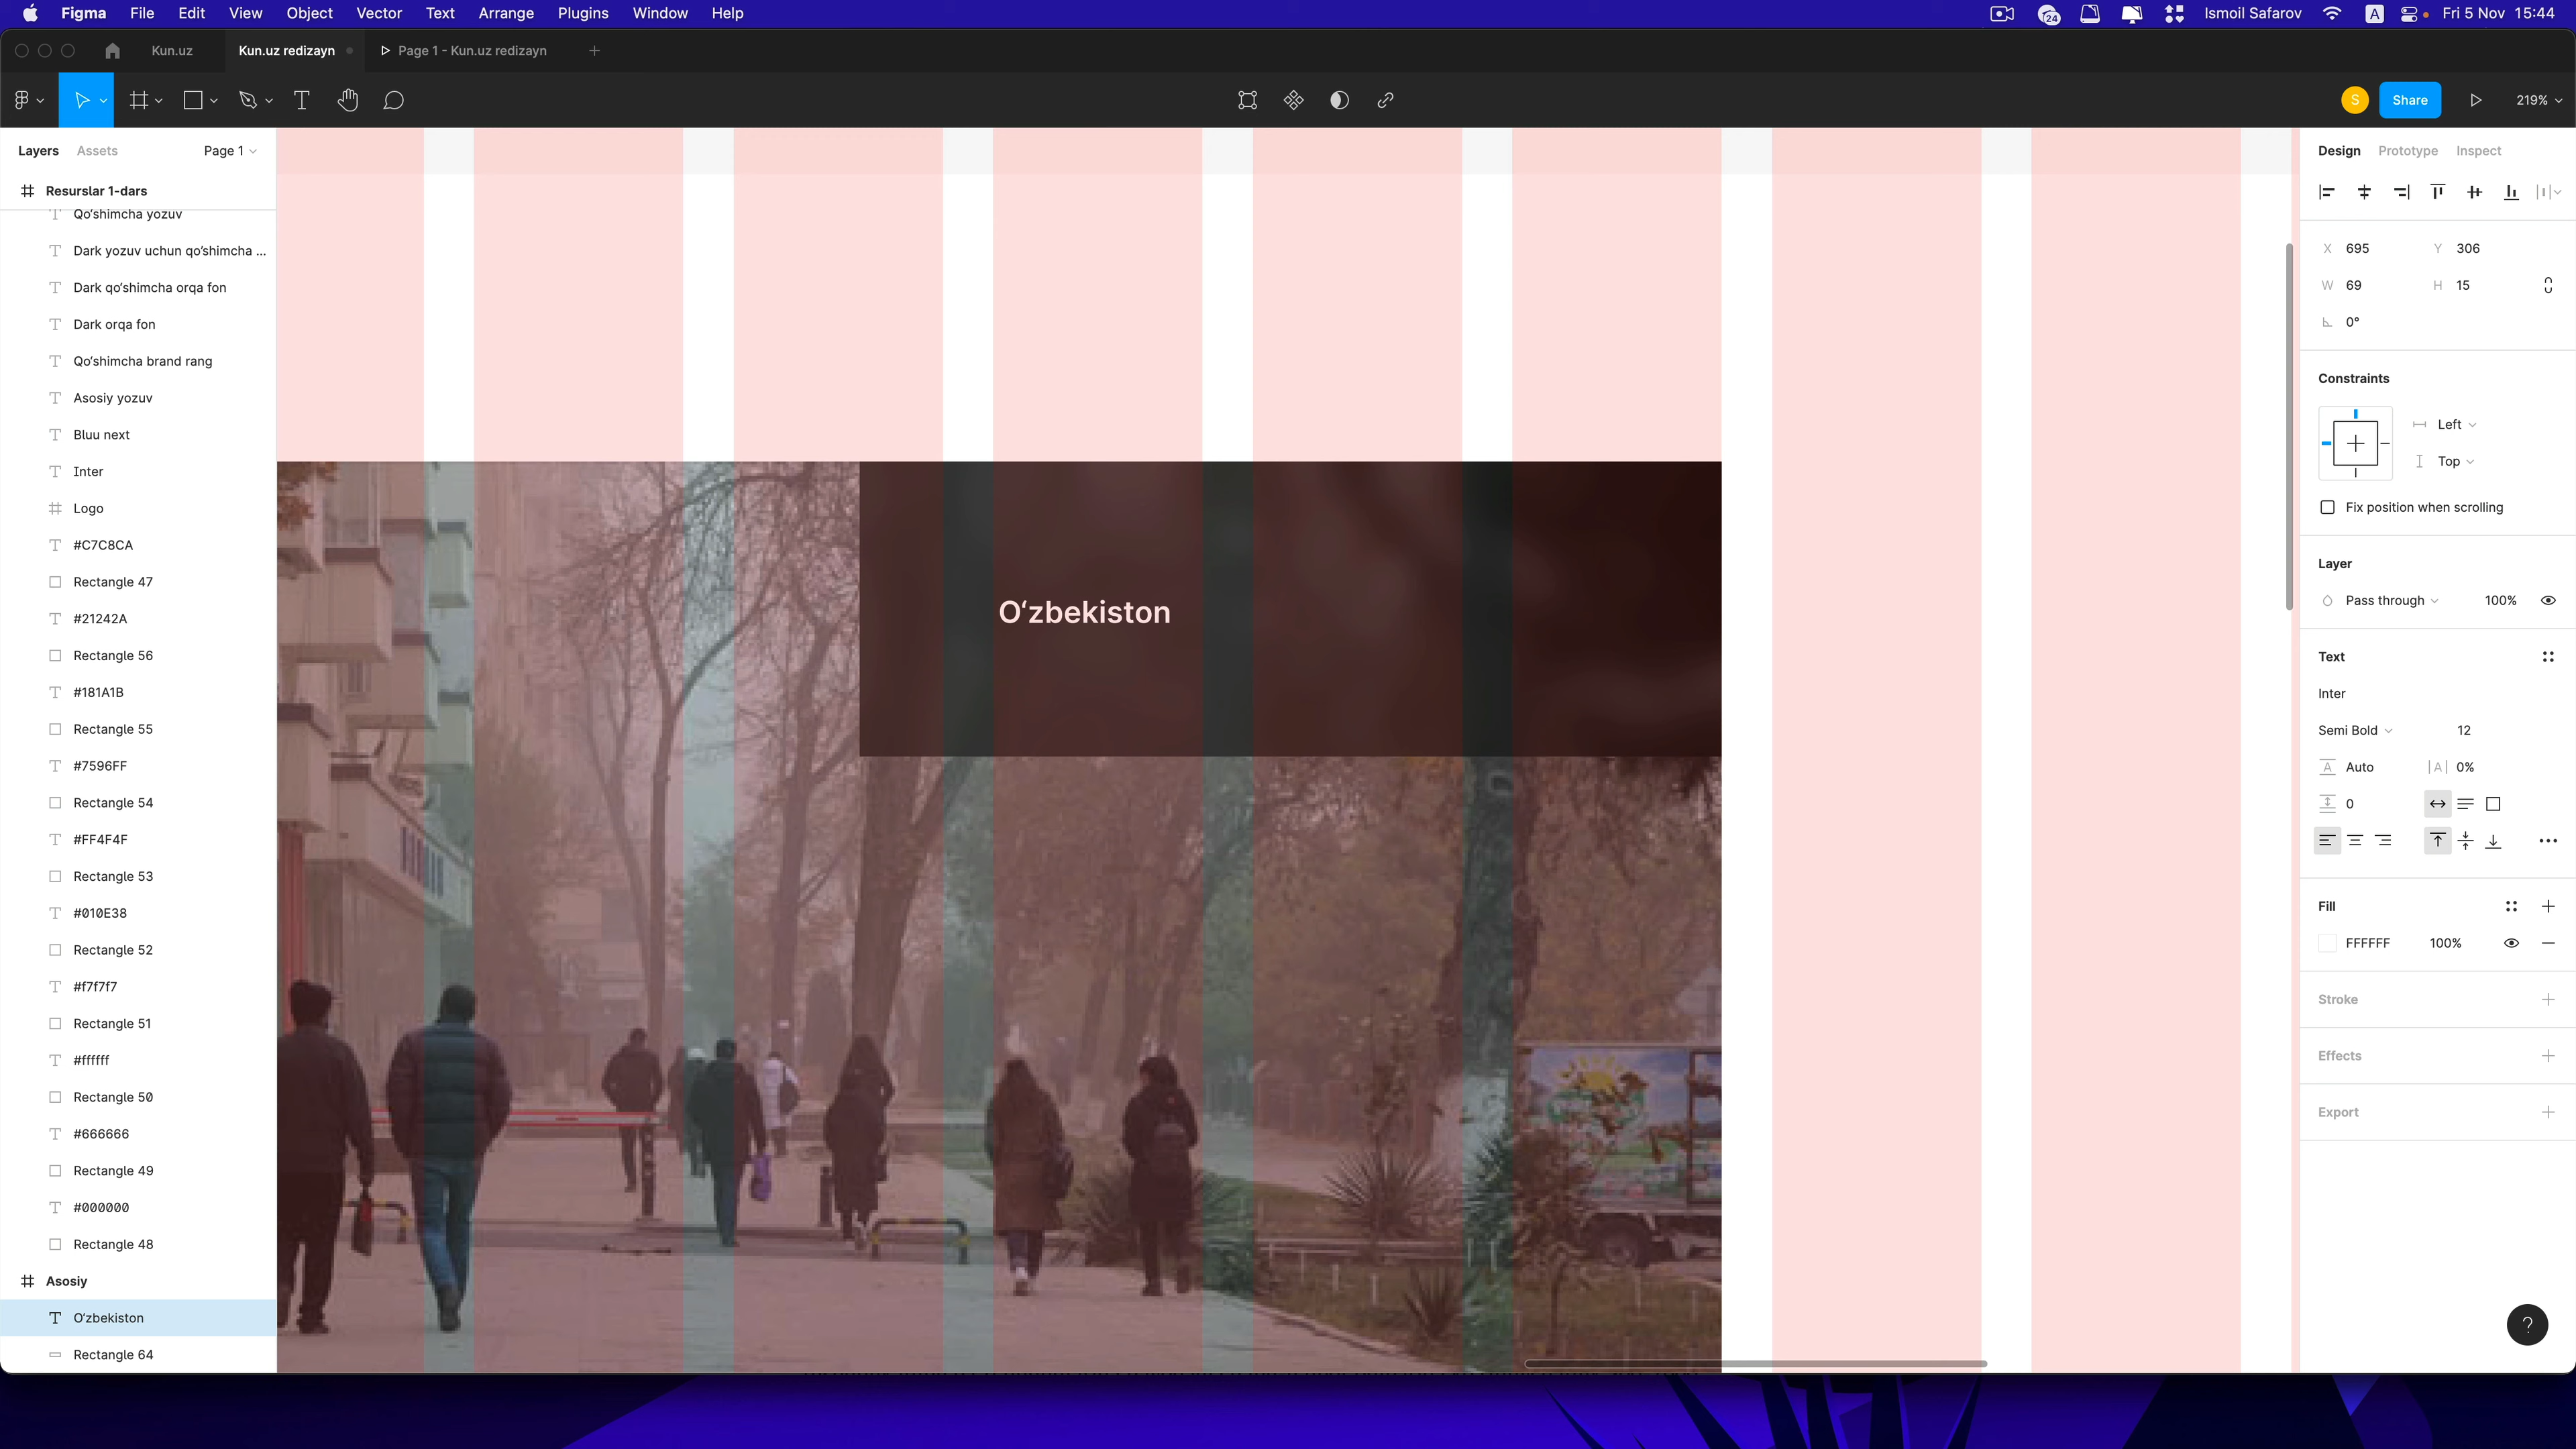 Figma File Edit View Object Vector Text Arrange Plugins Window Help
24 Ismoil Safarov A Fri 5 Nov 15:44
Kun.uz Kun.uz redizayn Page 1 - Kun.uz redizayn
S Share 219%
Layers Assets Page 1
Resurslar 1-dars
Qo‘shimcha yozuv
Dark yozuv uchun qo‘shimcha ...
Dark qo‘shimcha orqa fon
Dark orqa fon
Qo‘shimcha brand rang
Asosiy yozuv
Bluu next
Inter
Logo
#C7C8CA
Rectangle 47
#21242A
Rectangle 56
#181A1B
Rectangle 55
#7596FF
Rectangle 54
#FF4F4F
Rectangle 53
#010E38
Rectangle 52
#f7f7f7
Rectangle 51
#ffffff
Rectangle 50
#666666
Rectangle 49
#000000
Rectangle 48
Asosiy
O‘zbekiston
Rectangle 64
O‘zbekiston
Design Prototype Inspect
X 695 Y 306
W 69 H 15
0°
Constraints
Left
Top
Fix position when scrolling
Layer
Pass through 100%
Text
Inter
Semi Bold 12
A Auto |A| 0%
0
Fill
FFFFFF 100%
Stroke
Effects
Export
?